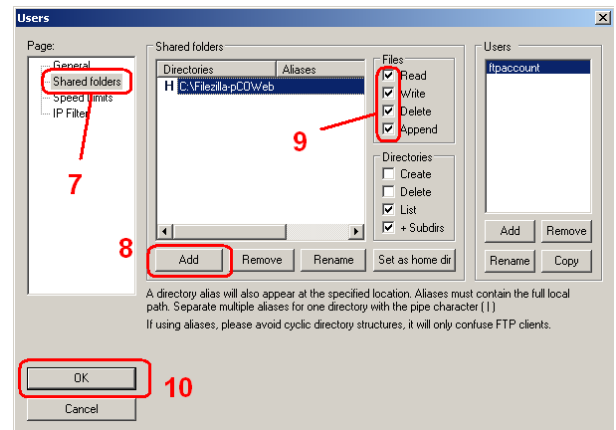 Users
Page:
General
Shared folders
Speed Limits
IP Filter
7
Shared folders
Directories Aliases
H C:\Filezilla-pCOWeb
Files
Read
Write
Delete
Append
9
Directories
Create
Delete
List
+ Subdirs
8
Add Remove Rename Set as home dir
Users
ftpaccount
Add Remove
Rename Copy
A directory alias will also appear at the specified location. Aliases must contain the full local
path. Separate multiple aliases for one directory with the pipe character ( | )
If using aliases, please avoid cyclic directory structures, it will only confuse FTP clients.
OK
10
Cancel